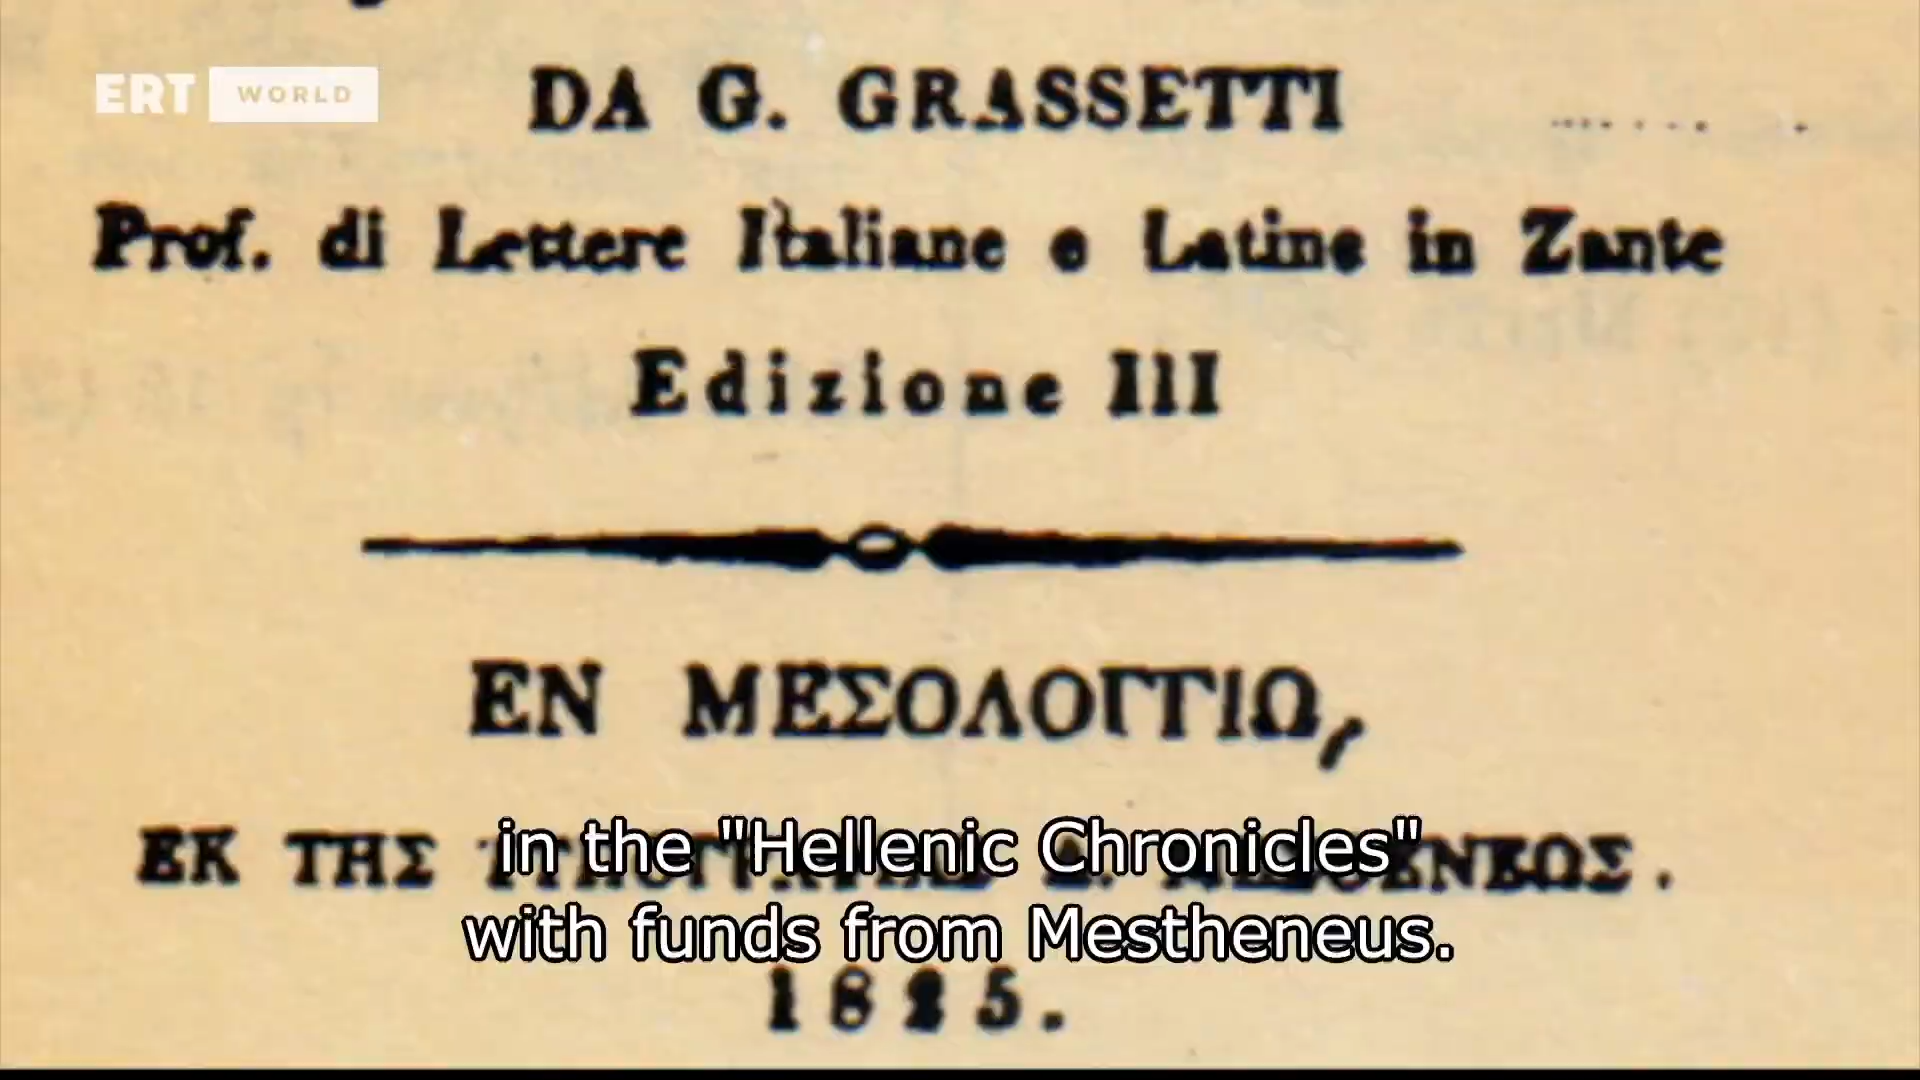 ERT WORLD
DA G. GRASSETTI
Prof. di Lettere Italiane e Latine in Zante
Edizione III
ΕΝ ΜΕΣΟΛΟΓΓΙΩ,
ΕΚ ΤΗΣ
in the "Hellenic Chronicles"
with funds from Mestheneus.
1825.